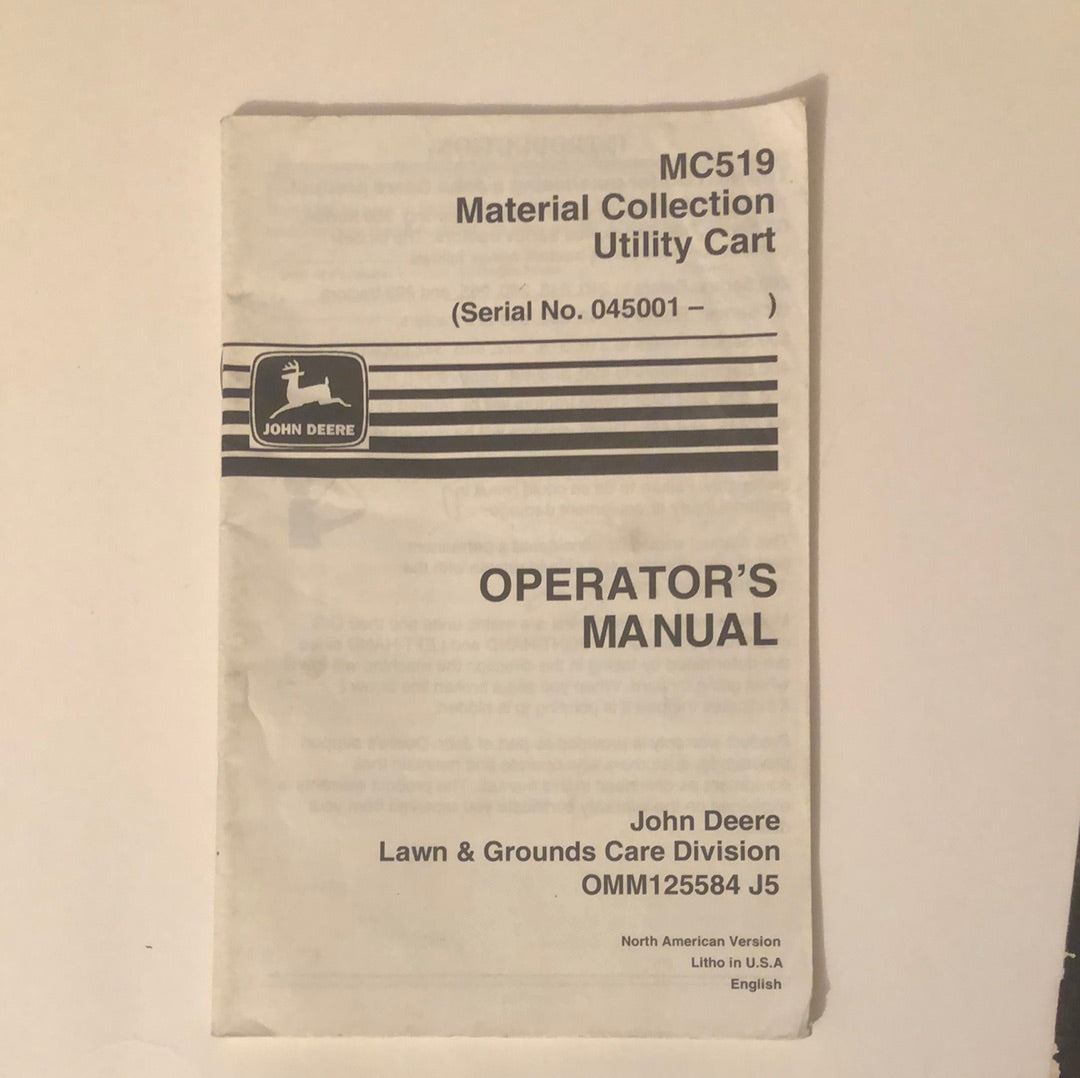 MC519
Material Collection
Utility Cart
(Serial No. 045001 – )
JOHN DEERE
OPERATOR'S
MANUAL
John Deere
Lawn & Grounds Care Division
OMM125584 J5
North American Version
Litho in U.S.A
English